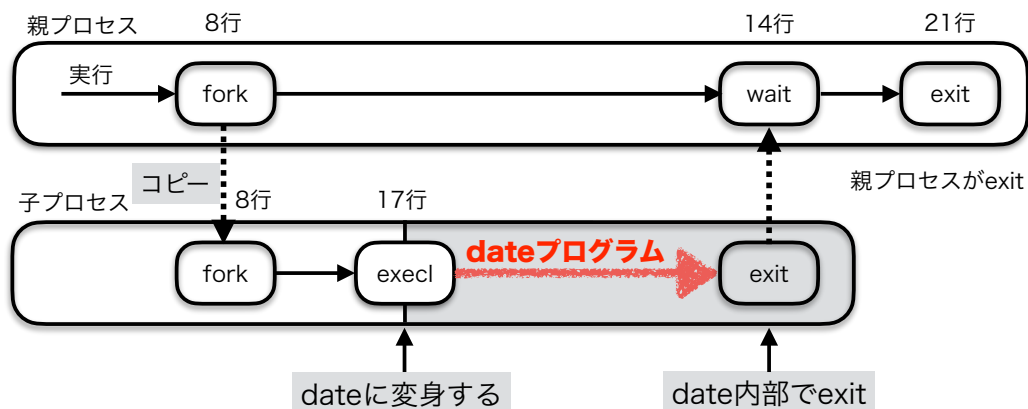 親プロセス
8行
14行
21行
実行
fork
wait
exit
コピー
親プロセスがexit
子プロセス
8行
17行
fork
execl
dateプログラム
exit
dateに変身する
date内部でexit